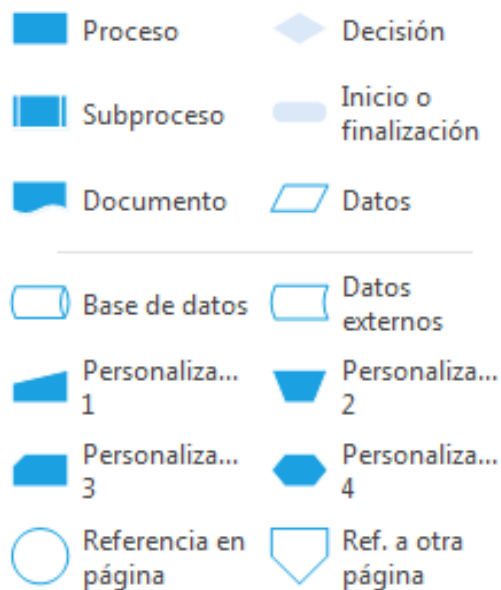 Proceso
Decisión
Subproceso
Inicio o
finalización
Documento
Datos
Base de datos
Datos
externos
Personaliza...
1
Personaliza...
2
Personaliza...
3
Personaliza...
4
Referencia en
página
Ref. a otra
página